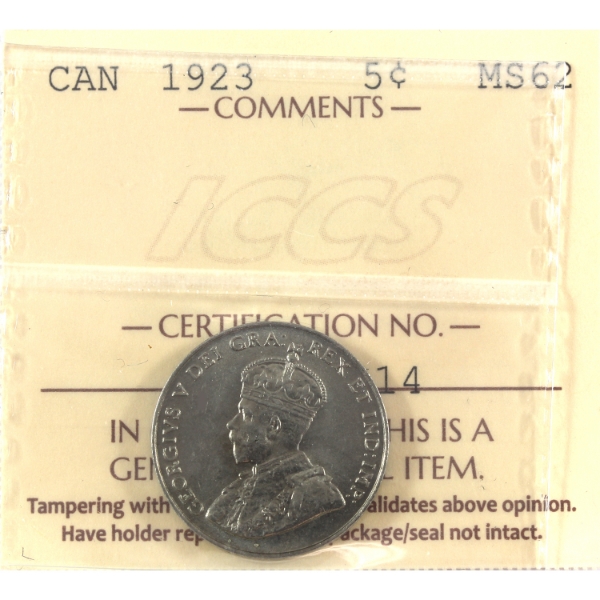 CAN 1923 5¢ MS62
— COMMENTS —
ICCS
— CERTIFICATION NO. —
14
GEORGIVS V DEI GRA: REX ET IND: IMP:
IN HIS IS A
GEN L ITEM.
Tampering with alidates above opinion.
Have holder rep ackage/seal not intact.